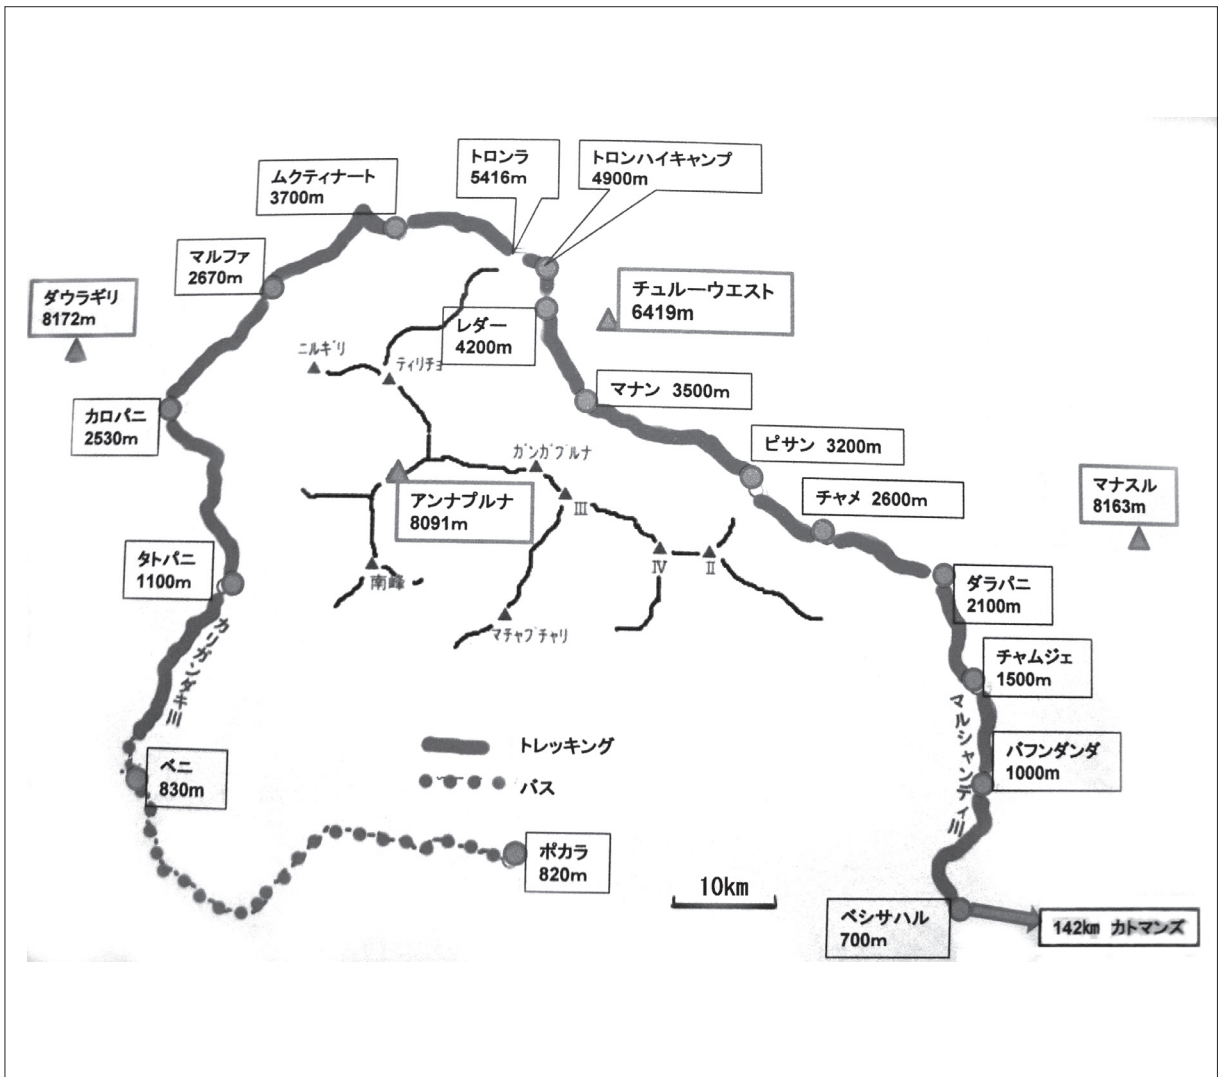 トロンラ
5416m
トロンハイキャンプ
4900m
ムクティナート
3700m
マルファ
2670m
ダウラギリ
8172m
チュルーウエスト
6419m
レダー
4200m
ニルギリ
ティリチョ
マナン 3500m
カロパニ
2530m
ピサン 3200m
ガンガプルナ
チャメ 2600m
マナスル
8163m
アンナプルナ
8091m
III
IV
II
タトパニ
1100m
南峰
ダラパニ
2100m
マチャプチャリ
カリガンダキ川
チャムジェ
1500m
マルシャンディ川
トレッキング
バフンダンダ
1000m
ベニ
830m
バス
ポカラ
820m
10km
ベシサハル
700m
142㎞ カトマンズ